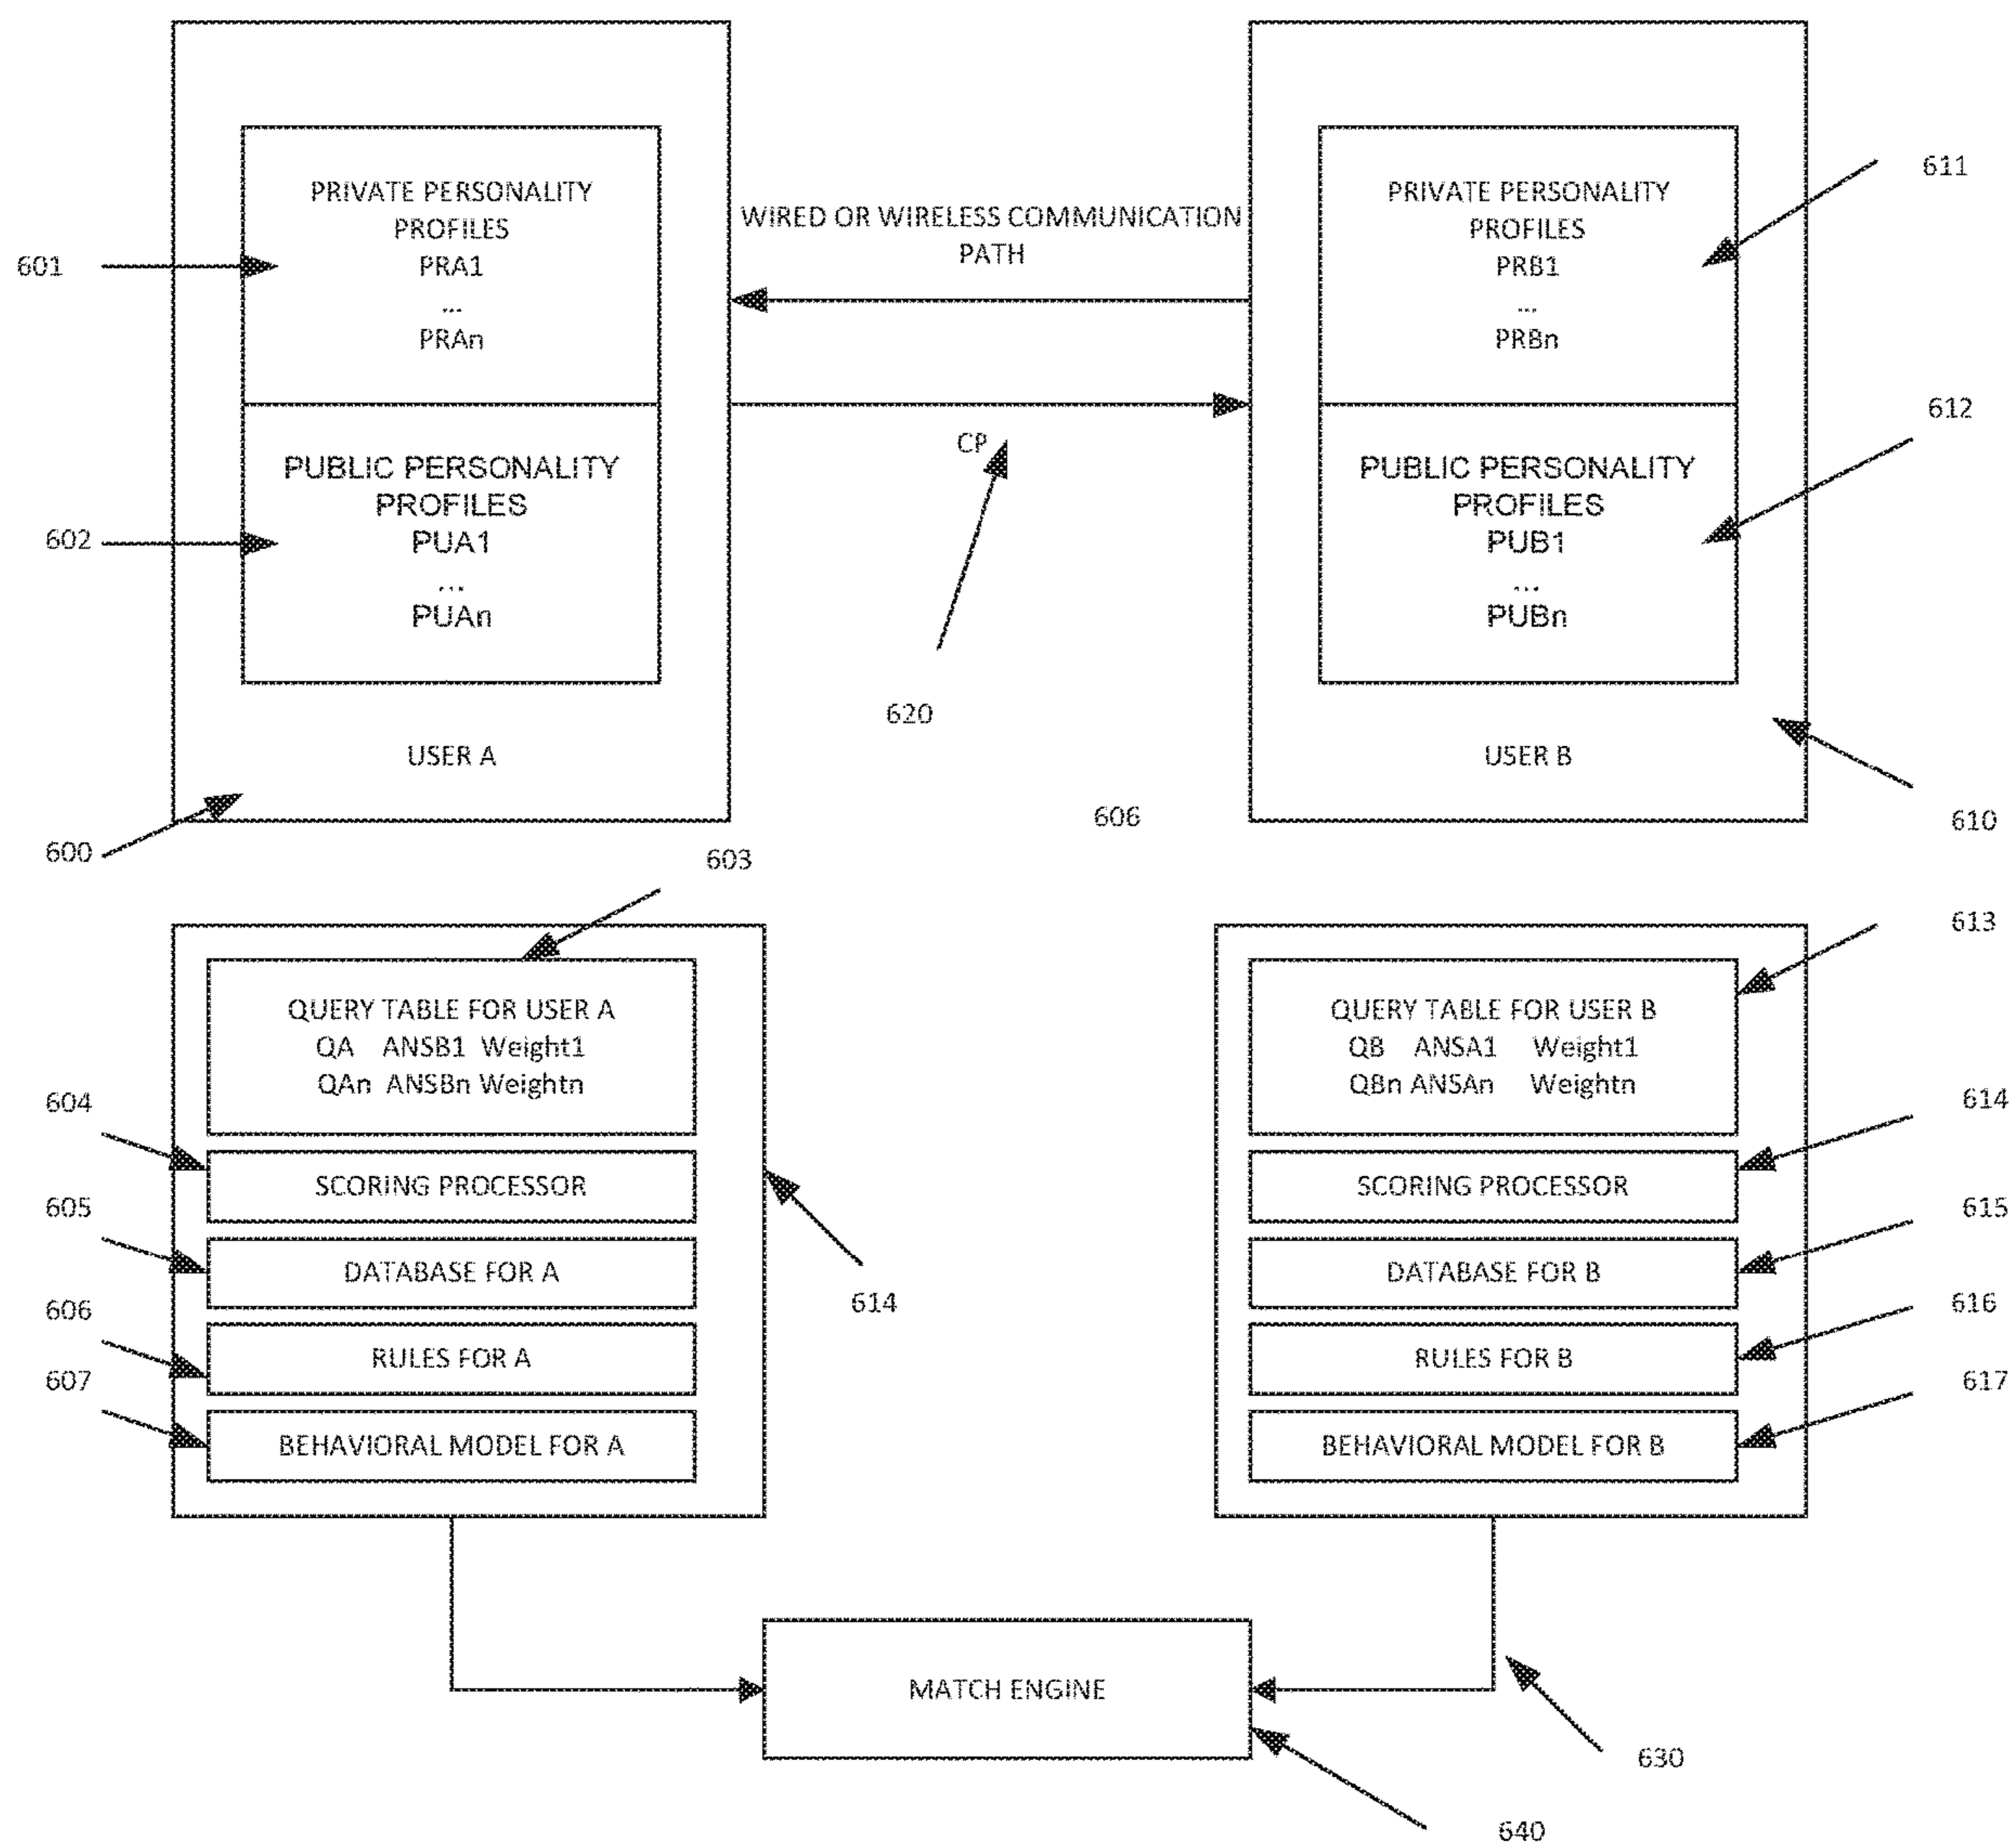 PRIVATE PERSONALITY
PROFILES
PRA1
...
PRAn
PUBLIC PERSONALITY
PROFILES
PUA1
...
PUAn
USER A
601
602
600
WIRED OR WIRELESS COMMUNICATION
PATH
CP
620
606
PRIVATE PERSONALITY
PROFILES
PRB1
...
PRBn
PUBLIC PERSONALITY
PROFILES
PUB1
...
PUBn
USER B
611
612
610
603
QUERY TABLE FOR USER A
QA ANSB1 Weight1
QAn ANSBn Weightn
SCORING PROCESSOR
DATABASE FOR A
RULES FOR A
BEHAVIORAL MODEL FOR A
604
605
606
607
614
613
QUERY TABLE FOR USER B
QB ANSA1 Weight1
QBn ANSAn Weightn
SCORING PROCESSOR
DATABASE FOR B
RULES FOR B
BEHAVIORAL MODEL FOR B
614
615
616
617
MATCH ENGINE
630
640